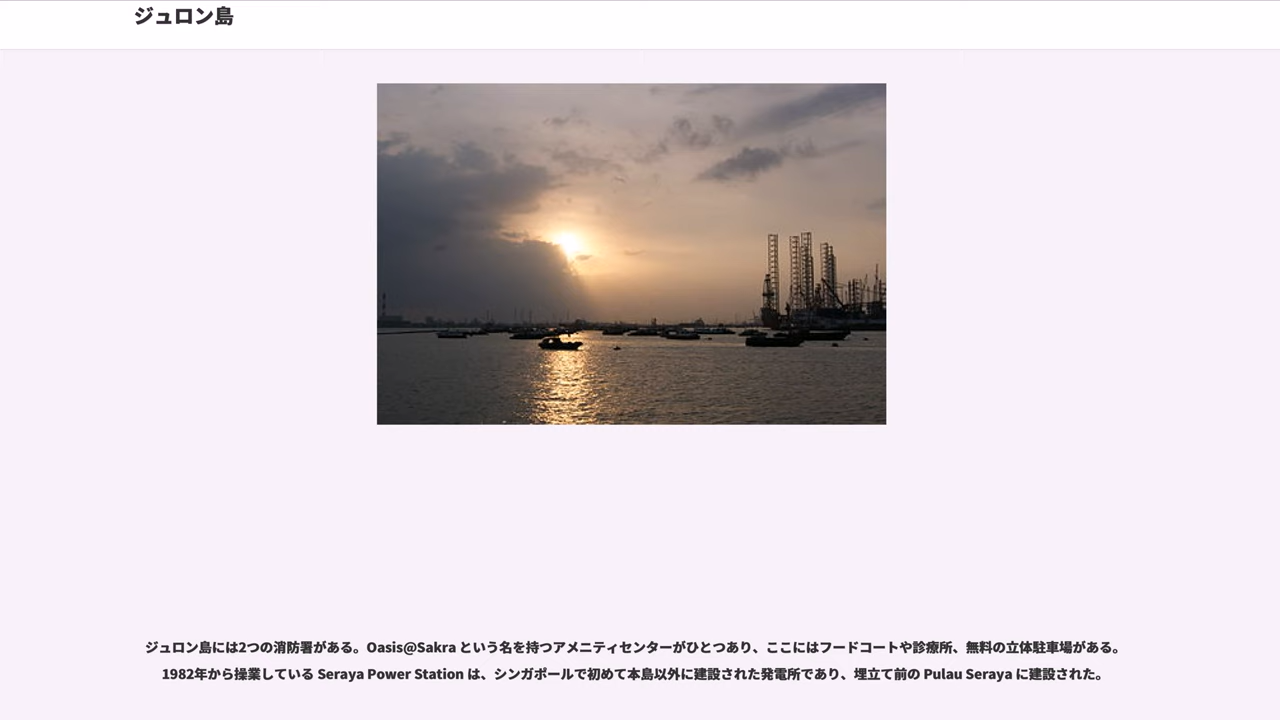 ジュロン島
ジュロン島には2つの消防署がある。Oasis@Sakra という名を持つアメニティセンターがひとつあり、ここにはフードコートや診療所、無料の立体駐車場がある。
1982年から操業している Seraya Power Station は、シンガポールで初めて本島以外に建設された発電所であり、埋立て前の Pulau Seraya に建設された。